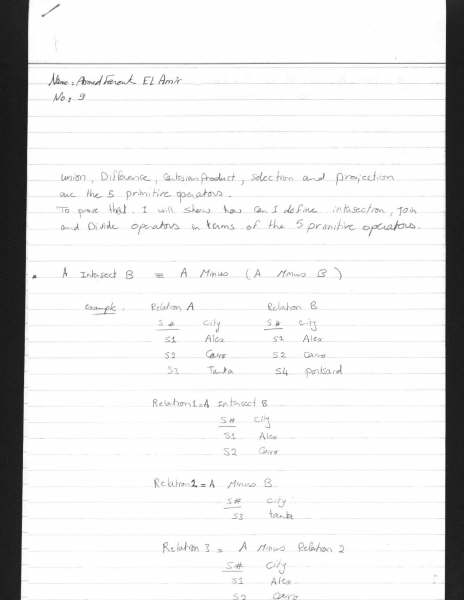 Name: Ahmed Farouk EL Amir
No: 9
union, Difference, Cartesian product, selection and projection
are the 5 primitive operators.
To prove that, I will show how can I define intersection, Join
and Divide operators in terms of the 5 primitive operators.
A Intersect B ≡ A Minus (A Minus B)
example. Relation A Relation B
S# City S# City
S1 Alex S1 Alex
S2 Cairo S2 Cairo
S3 Tanta S4 portsaid
Relation 1 = A Intersect B
S# City
S1 Alex
S2 Cairo
Relation 2 = A Minus B
S# City
S3 tanta
Relation 3 = A Minus Relation 2
S# City
S1 Alex
S2 Cairo